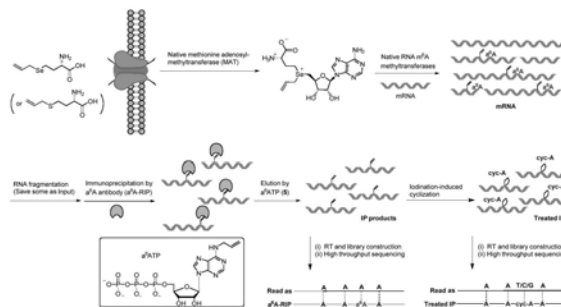 Native methionine adenosyl-
methyltransferase (MAT)
Native RNA m⁶A
methyltransferases
mRNA
mRNA
NH₂
Se
OH
O
( or
S
NH₂
OH
O
)
RNA fragmentation
(Save some as Input)
Immunoprecipitation by
a⁶A antibody (a⁶A-RIP)
Elution by
a⁶ATP (5)
IP products
Iodination-induced
cyclization
cyc-A
cyc-A
cyc-A
Treated IP
a⁶ATP
(i) RT and library construction
(ii) High throughput sequencing
(i) RT and library construction
(ii) High throughput sequencing
Read as A A A A
a⁶A-RIP A A a⁶A A
Read as A A T/C/G A
Treated IP A A cyc-A A